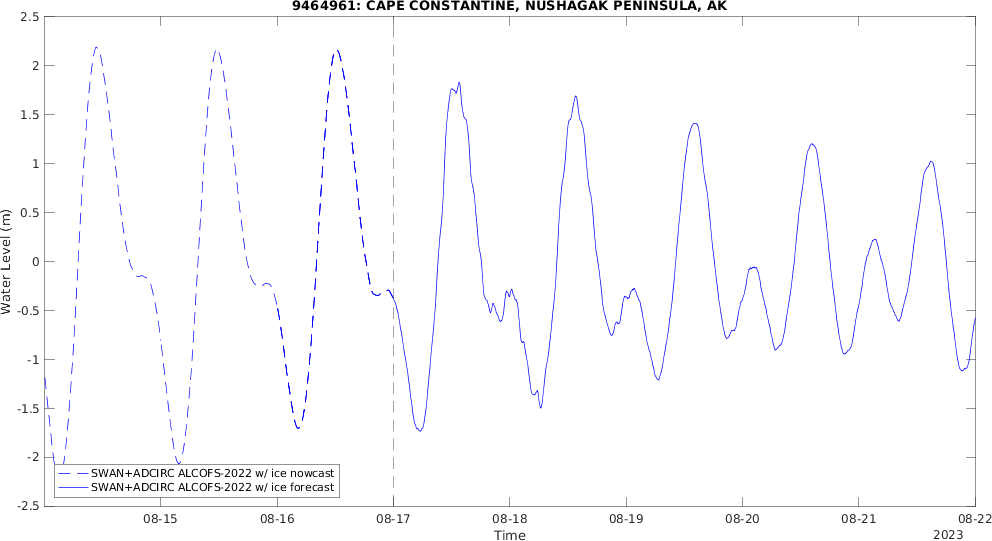 9464961: CAPE CONSTANTINE, NUSHAGAK PENINSULA, AK
2.5
2
1.5
1
0.5
0
-0.5
-1
-1.5
-2
-2.5
Water Level (m)
SWAN+ADCIRC ALCOFS-2022 w/ ice nowcast
SWAN+ADCIRC ALCOFS-2022 w/ ice forecast
08-15 08-16 08-17 08-18 08-19 08-20 08-21 08-22
Time
2023